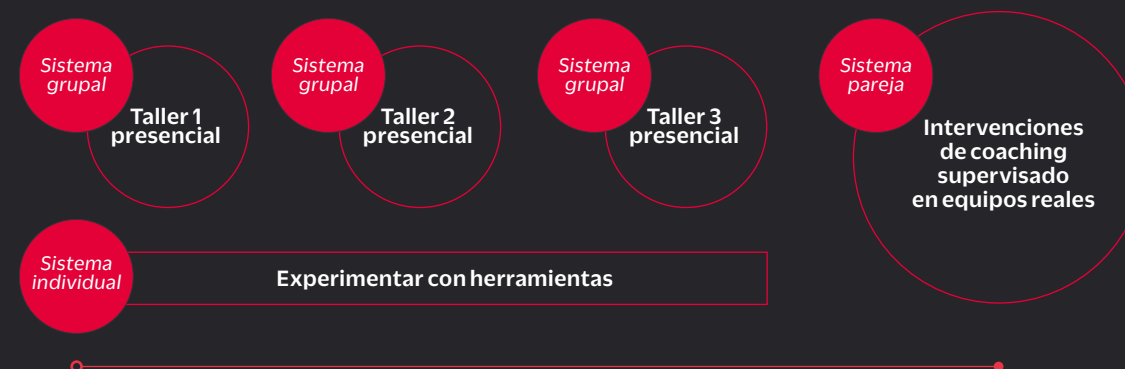 Sistema
grupal
Taller 1
presencial
Sistema
grupal
Taller 2
presencial
Sistema
grupal
Taller 3
presencial
Sistema
pareja
Intervenciones
de coaching
supervisado
en equipos reales
Sistema
individual
Experimentar con herramientas